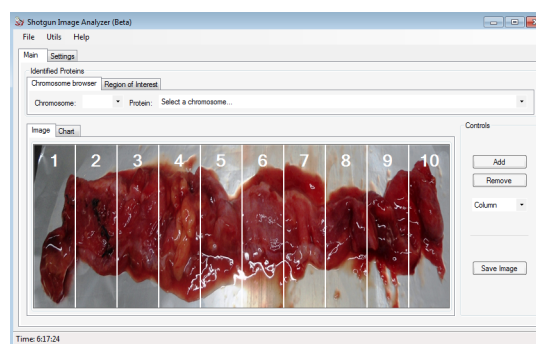 Shotgun Image Analyzer (Beta)
File Utils Help
Main Settings
Identified Proteins
Chromosome browser Region of Interest
Chromosome: Protein: Select a chromosome...
Image Chart
Controls
1 2 3 4 5 6 7 8 9 10
Add
Remove
Column
Save Image
Time: 6:17:24